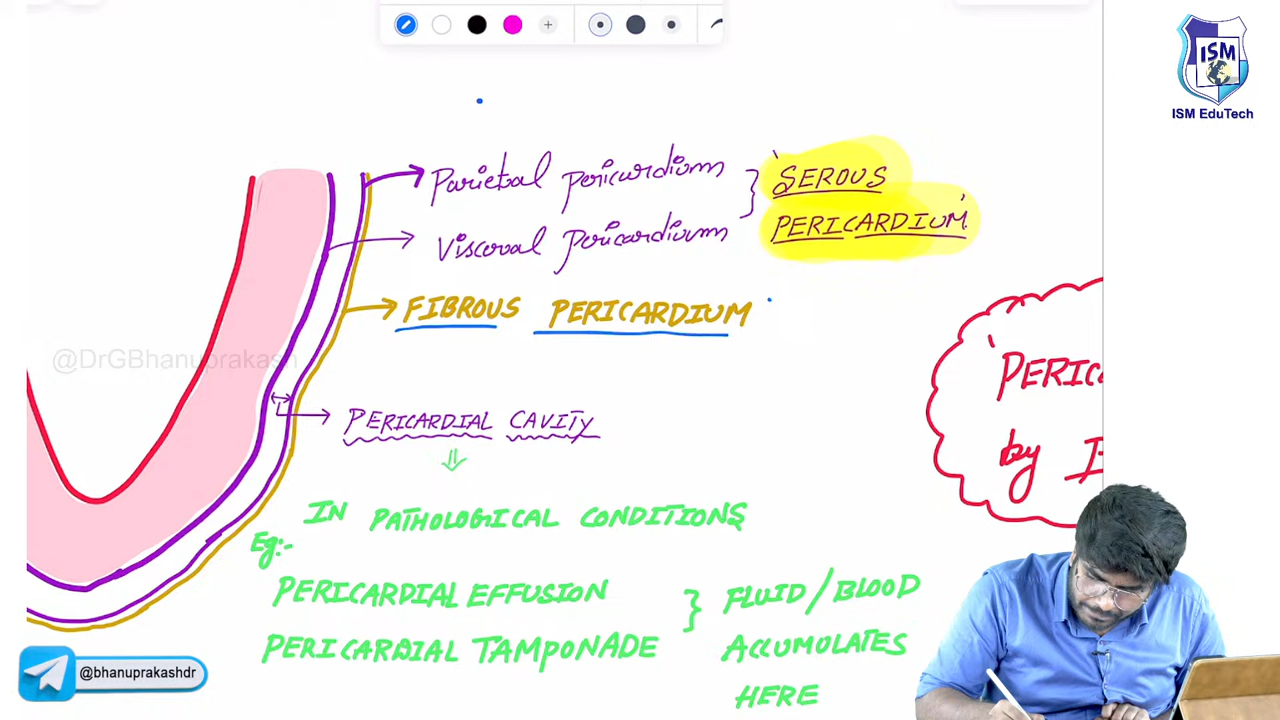 ISM
ISM EduTech
Parietal pericardium } SEROUS
Visceral pericardium PERICARDIUM
FIBROUS PERICARDIUM
@DrGBhanuprakash
PERICARDIAL CAVITY
IN PATHOLOGICAL CONDITIONS
Eg:-
PERICARDIAL EFFUSION } FLUID/BLOOD
PERICARDIAL TAMPONADE ACCUMULATES
HERE
by
@bhanuprakashdr